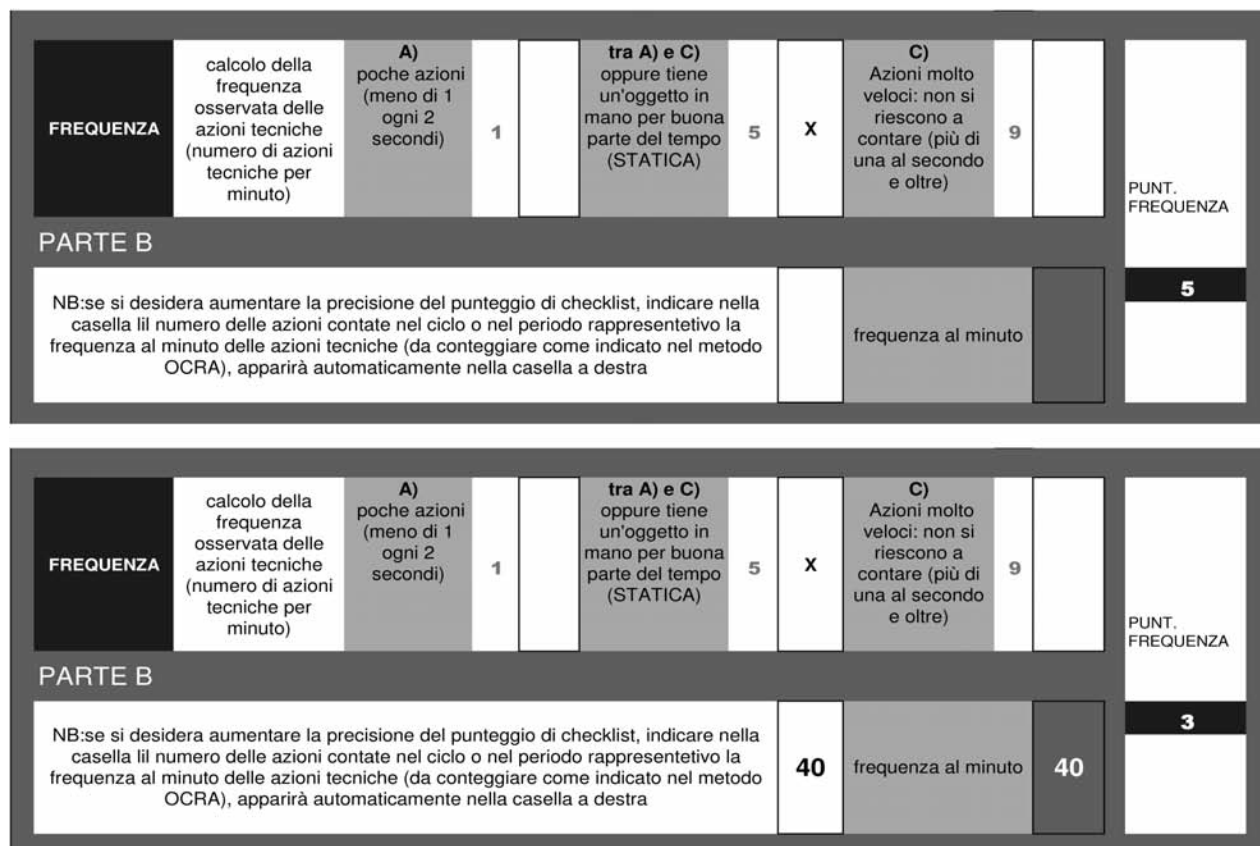 FREQUENZA
calcolo della
frequenza
osservata delle
azioni tecniche
(numero di azioni
tecniche per
minuto)
A)
poche azioni
(meno di 1
ogni 2
secondi)
1
tra A) e C)
oppure tiene
un'oggetto in
mano per buona
parte del tempo
(STATICA)
5
X
C)
Azioni molto
veloci: non si
riescono a
contare (più di
una al secondo
e oltre)
9
PUNT.
FREQUENZA
5
PARTE B
NB:se si desidera aumentare la precisione del punteggio di checklist, indicare nella
casella lil numero delle azioni contate nel ciclo o nel periodo rappresentetivo la
frequenza al minuto delle azioni tecniche (da conteggiare come indicato nel metodo
OCRA), apparirà automaticamente nella casella a destra
frequenza al minuto
FREQUENZA
calcolo della
frequenza
osservata delle
azioni tecniche
(numero di azioni
tecniche per
minuto)
A)
poche azioni
(meno di 1
ogni 2
secondi)
1
tra A) e C)
oppure tiene
un'oggetto in
mano per buona
parte del tempo
(STATICA)
5
X
C)
Azioni molto
veloci: non si
riescono a
contare (più di
una al secondo
e oltre)
9
PUNT.
FREQUENZA
3
PARTE B
NB:se si desidera aumentare la precisione del punteggio di checklist, indicare nella
casella lil numero delle azioni contate nel ciclo o nel periodo rappresentetivo la
frequenza al minuto delle azioni tecniche (da conteggiare come indicato nel metodo
OCRA), apparirà automaticamente nella casella a destra
40
frequenza al minuto
40